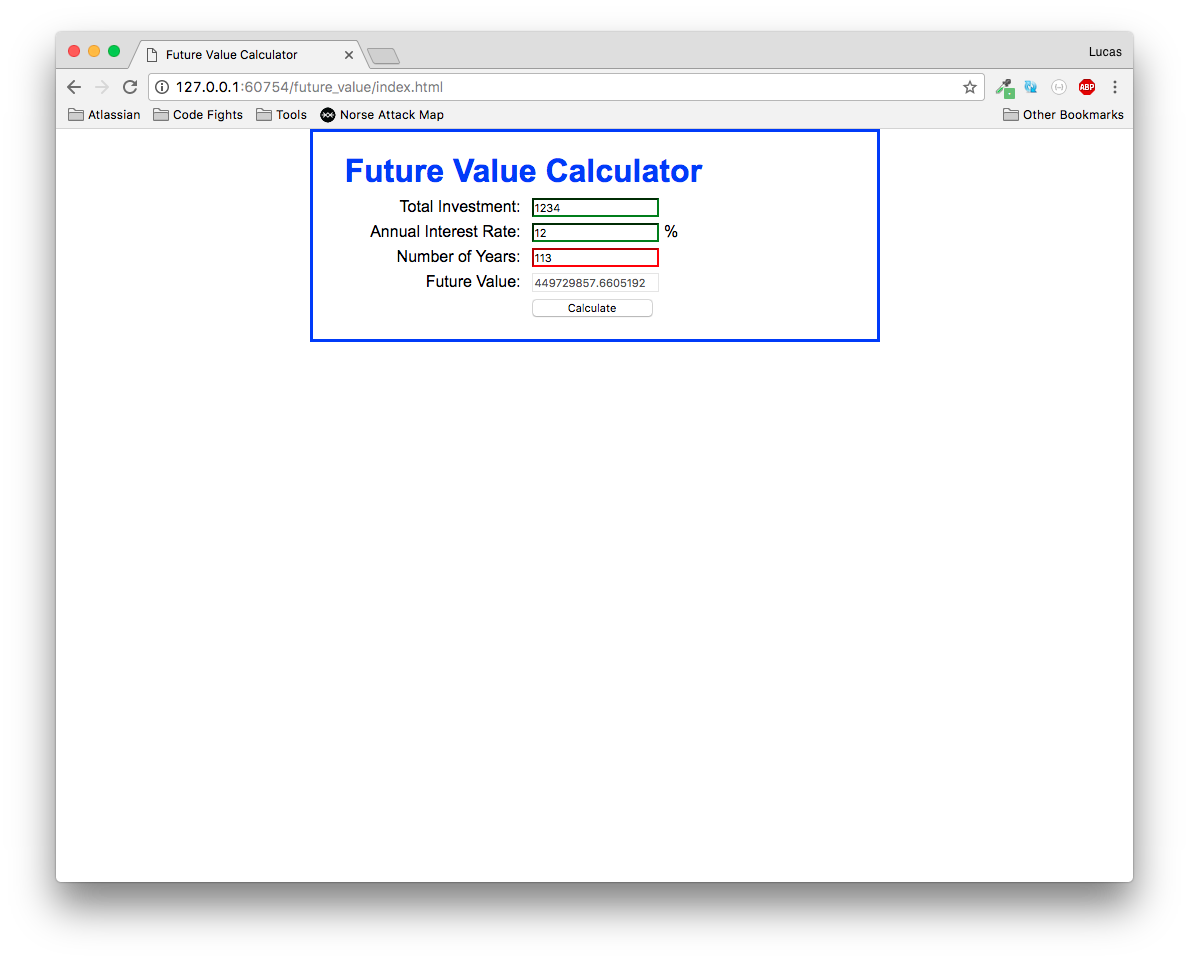 Future Value Calculator
Lucas
127.0.0.1:60754/future_value/index.html
ABP
Atlassian Code Fights Tools Norse Attack Map Other Bookmarks
Future Value Calculator
Total Investment: 1234
Annual Interest Rate: 12 %
Number of Years: 113
Future Value: 449729857.6605192
Calculate